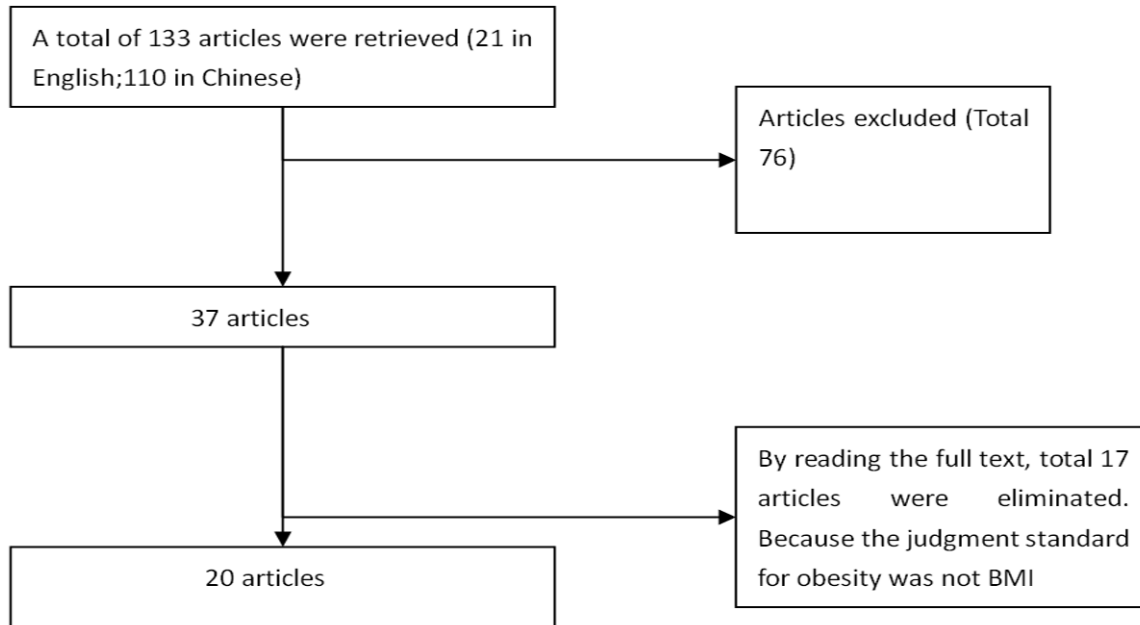 A total of 133 articles were retrieved (21 in
English;110 in Chinese)
Articles excluded (Total
76)
37 articles
By reading the full text, total 17
articles were eliminated.
Because the judgment standard
for obesity was not BMI
20 articles